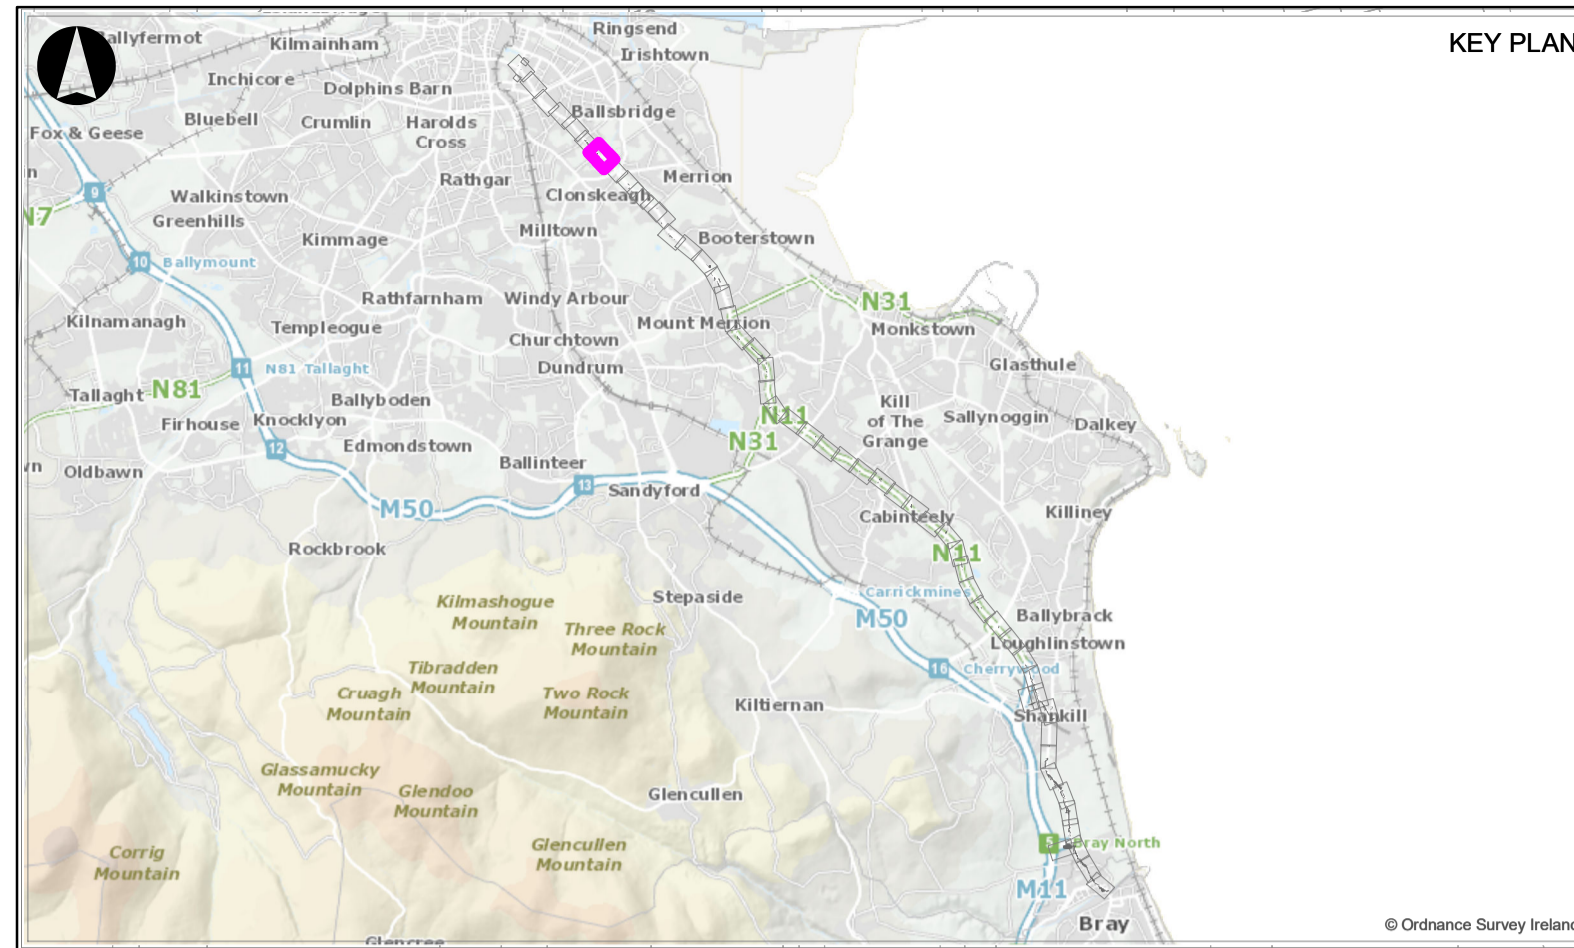 KEY PLAN
Ringsend
Ballyfermot
Kilmainham
Irishtown
Inchicore
Dolphins Barn
Ballsbridge
Bluebell
Crumlin
Harolds
Cross
Fox & Geese
Merrion
Rathgar
9
Walkinstown
Clonskeagh
N7
Greenhills
Milltown
Booterstown
Kimmage
10
Ballymount
Rathfarnham
Windy Arbour
N31
Kilnamanagh
Templeogue
Mount Merrion
Monkstown
Churchtown
11
N81 Tallaght
Dundrum
Glasthule
Tallaght
N81
Ballyboden
Kill
of The
Grange
Firhouse
Knocklyon
N11
Sallynoggin
Dalkey
12
Edmondstown
N31
Oldbawn
Ballinteer
13
Sandyford
M50
Cabinteely
Killiney
Rockbrook
N11
Kilmashogue
Mountain
Stepaside
Carrickmines
M50
Ballybrack
Three Rock
Mountain
Loughlinstown
Tibradden
Mountain
16
Cherrywood
Cruagh
Mountain
Two Rock
Mountain
Kiltiernan
Shankill
Glassamucky
Mountain
Glendoo
Mountain
Glencullen
Corrig
Mountain
Glencullen
Mountain
5
Bray North
M11
Bray
© Ordnance Survey Ireland
Glencree